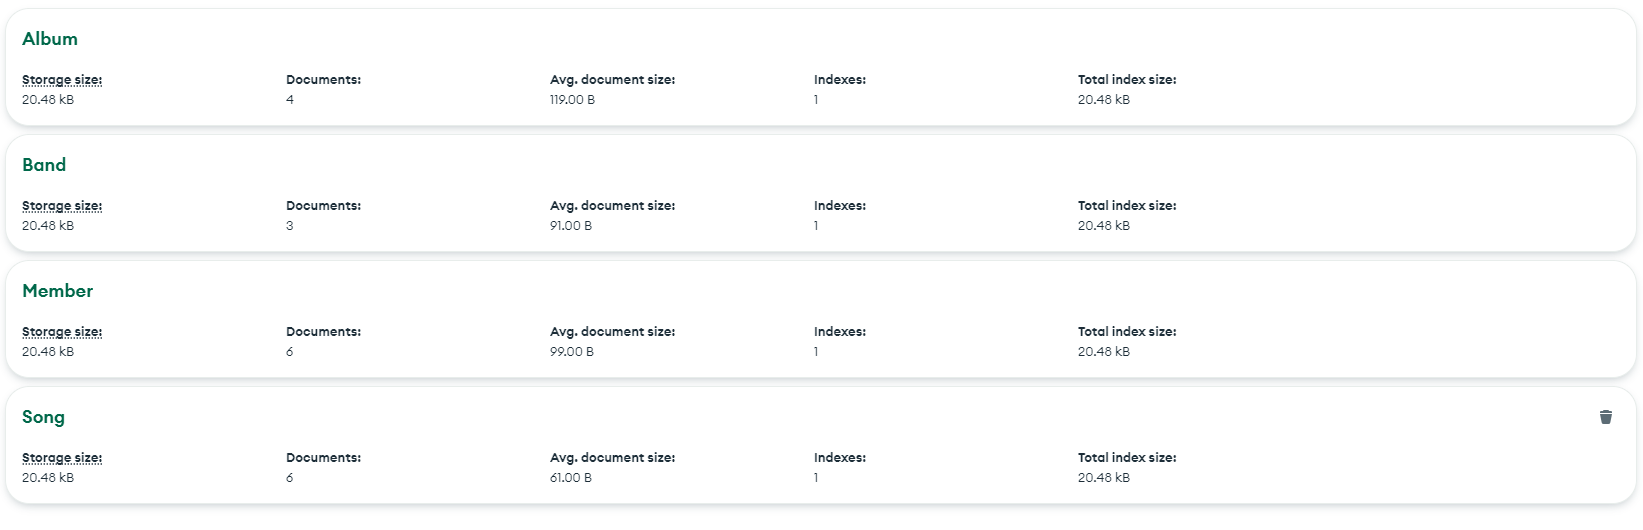 Album
Storage size: Documents: Avg. document size: Indexes: Total index size:
20.48 kB 4 119.00 B 1 20.48 kB
Band
Storage size: Documents: Avg. document size: Indexes: Total index size:
20.48 kB 3 91.00 B 1 20.48 kB
Member
Storage size: Documents: Avg. document size: Indexes: Total index size:
20.48 kB 6 99.00 B 1 20.48 kB
Song
Storage size: Documents: Avg. document size: Indexes: Total index size:
20.48 kB 6 61.00 B 1 20.48 kB